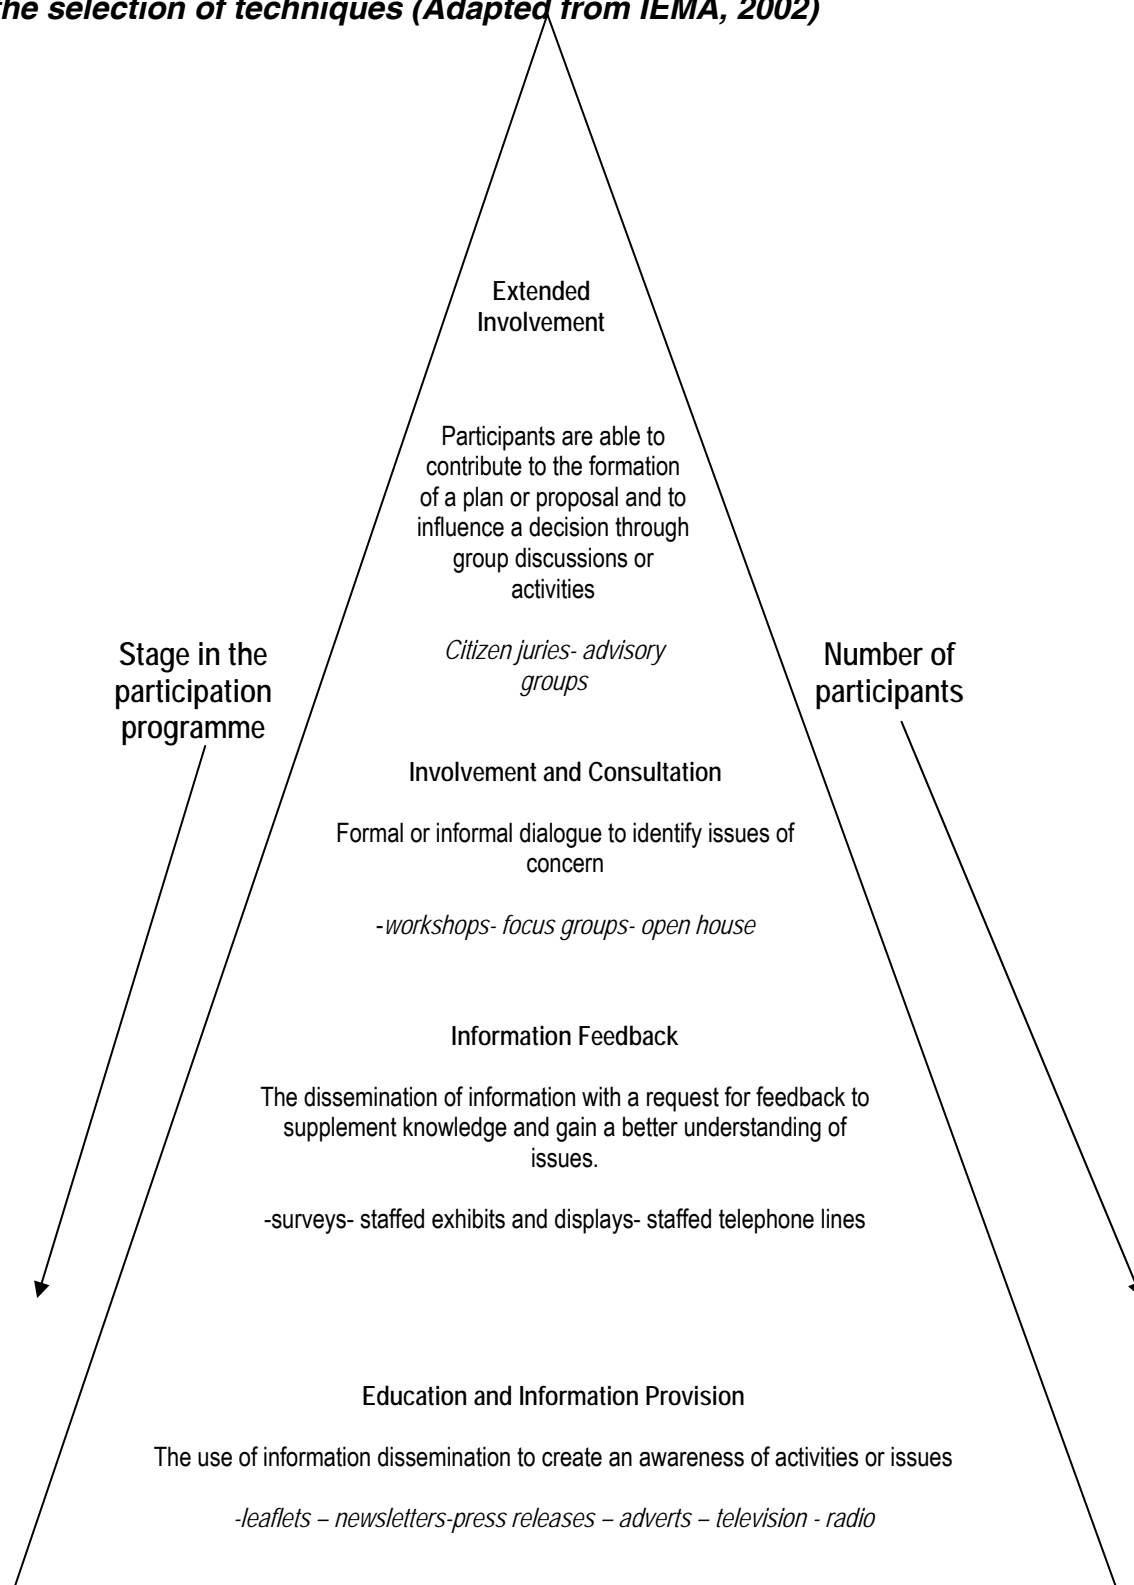 the selection of techniques (Adapted from IEMA, 2002)
Extended
Involvement
Participants are able to
contribute to the formation
of a plan or proposal and to
influence a decision through
group discussions or
activities
Citizen juries- advisory
groups
Stage in the
participation
programme
Number of
participants
Involvement and Consultation
Formal or informal dialogue to identify issues of
concern
-workshops- focus groups- open house
Information Feedback
The dissemination of information with a request for feedback to
supplement knowledge and gain a better understanding of
issues.
-surveys- staffed exhibits and displays- staffed telephone lines
Education and Information Provision
The use of information dissemination to create an awareness of activities or issues
-leaflets – newsletters-press releases – adverts – television - radio